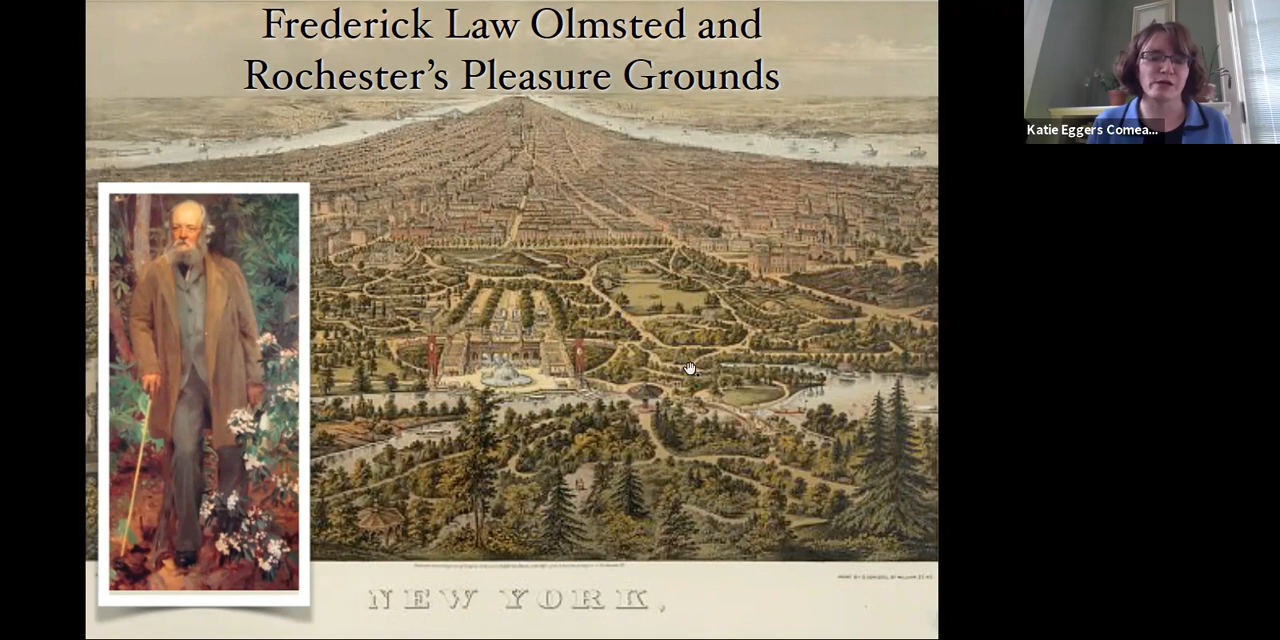 Frederick Law Olmsted and
Rochester’s Pleasure Grounds
Katie Eggers Comea...
NEW YORK,